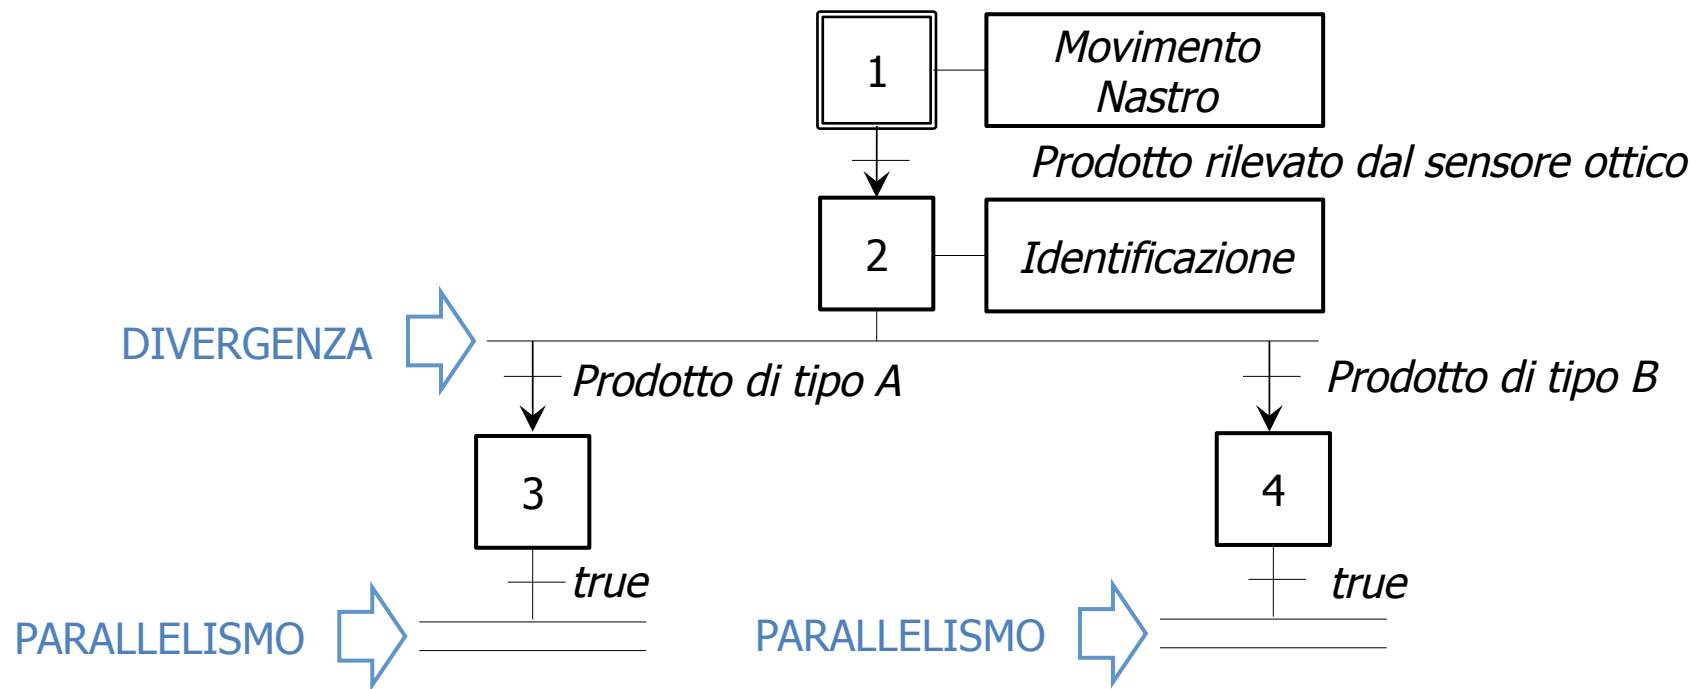 1
Movimento
Nastro
Prodotto rilevato dal sensore ottico
2
Identificazione
DIVERGENZA
Prodotto di tipo A
Prodotto di tipo B
3
4
true
true
PARALLELISMO
PARALLELISMO